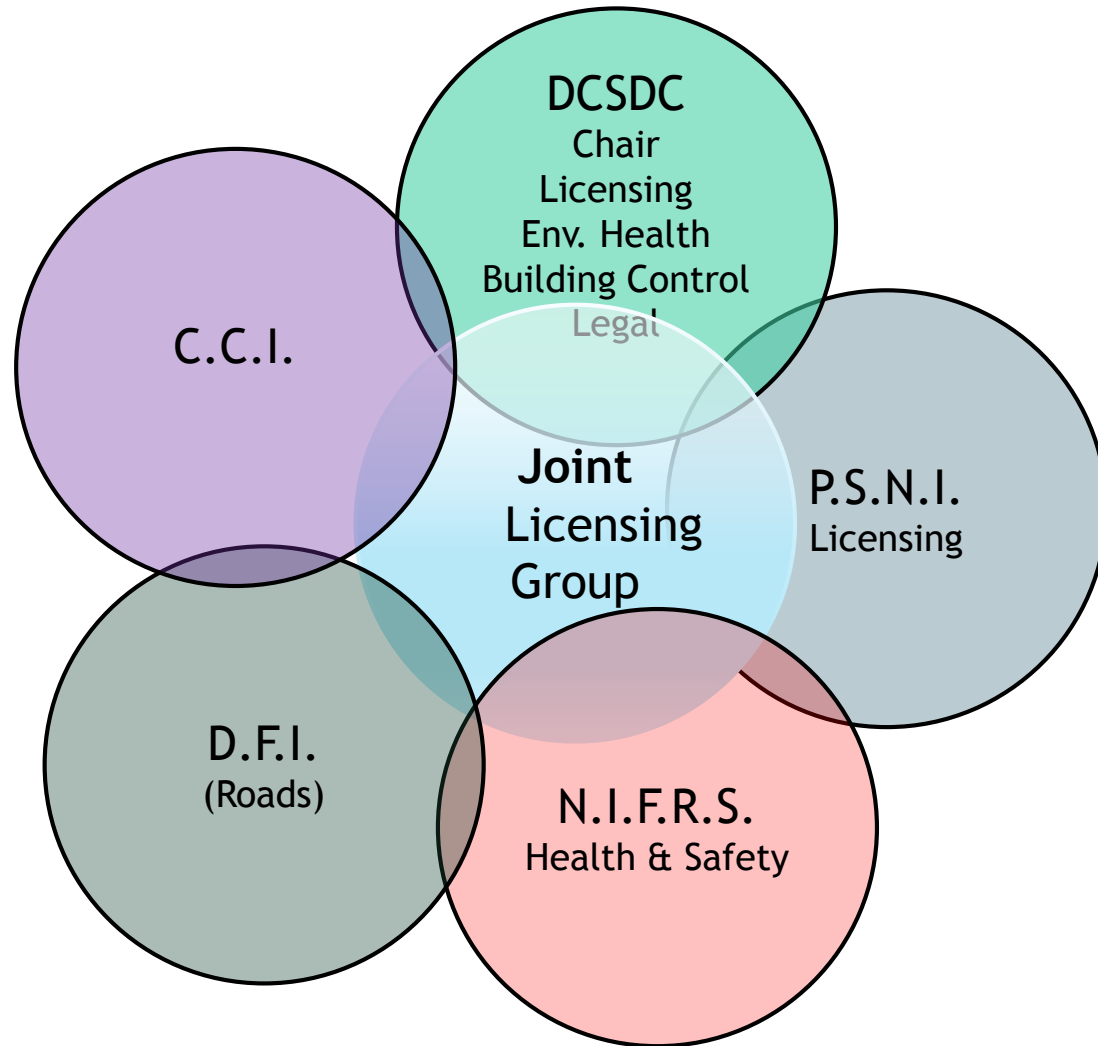 DCSDC
Chair
Licensing
Env. Health
Building Control
Legal
C.C.I.
Joint
Licensing
Group
P.S.N.I.
Licensing
D.F.I.
(Roads)
N.I.F.R.S.
Health & Safety